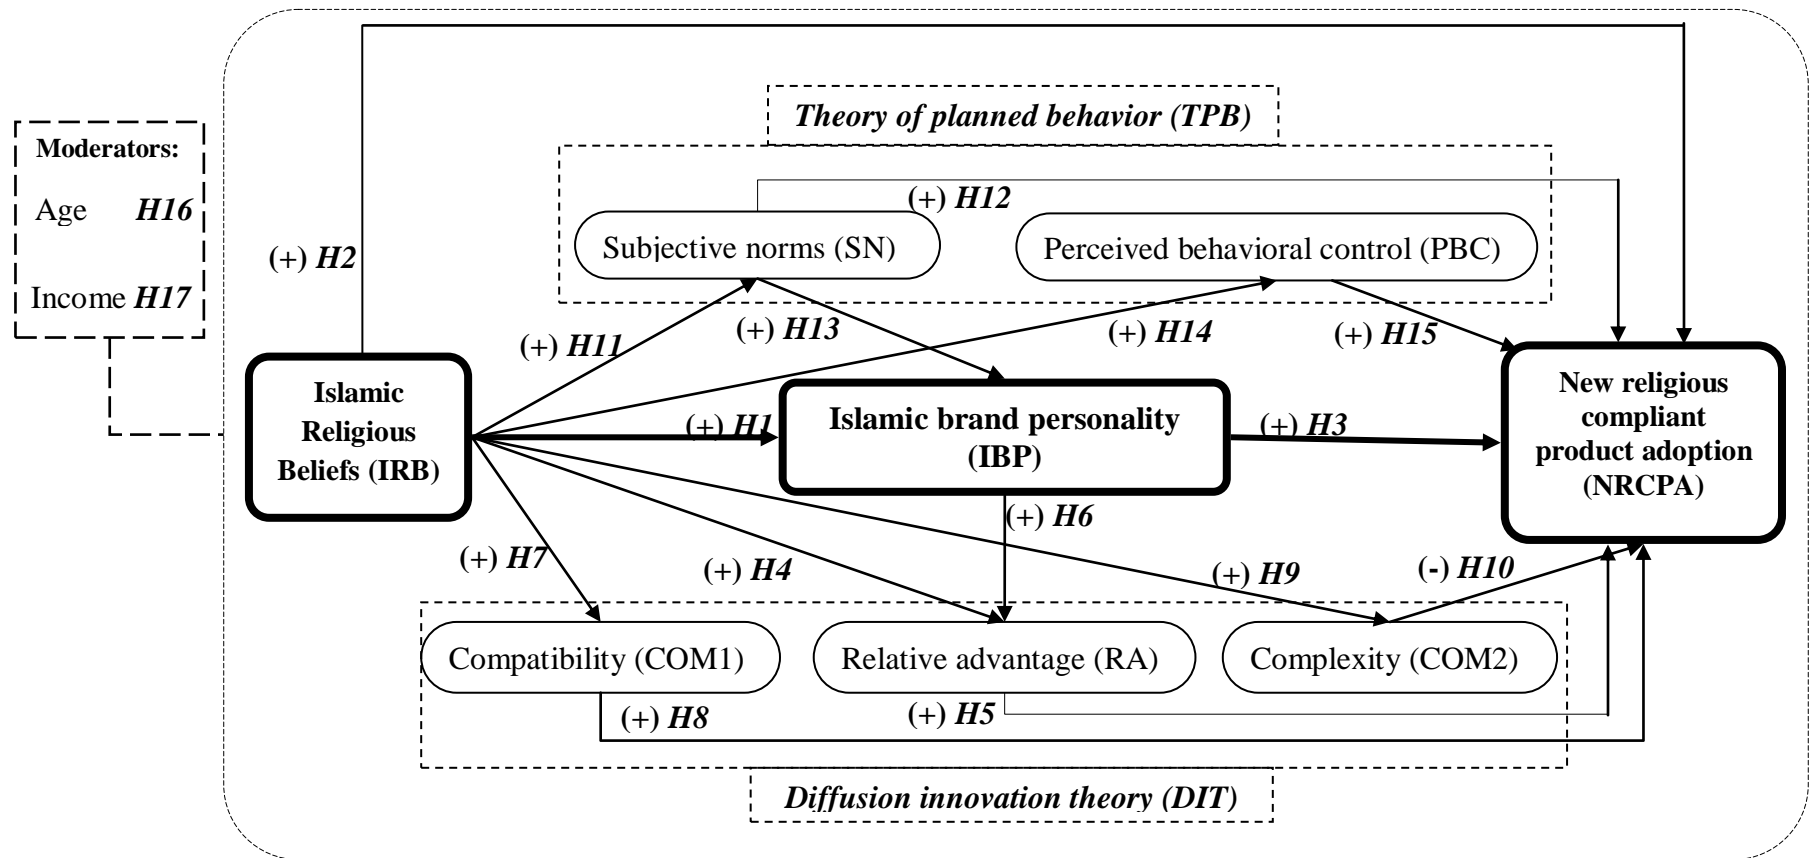 Theory of planned behavior (TPB)
Moderators:
Age H16
Income H17
(+) H2
(+) H12
Subjective norms (SN)
Perceived behavioral control (PBC)
(+) H11
(+) H13
(+) H14
(+) H15
Islamic
Religious
Beliefs (IRB)
(+) H1
Islamic brand personality
(IBP)
(+) H3
New religious
compliant
product adoption
(NRCPA)
(+) H6
(+) H7
(+) H4
(+) H9
(-) H10
Compatibility (COM1)
Relative advantage (RA)
Complexity (COM2)
(+) H8
(+) H5
Diffusion innovation theory (DIT)